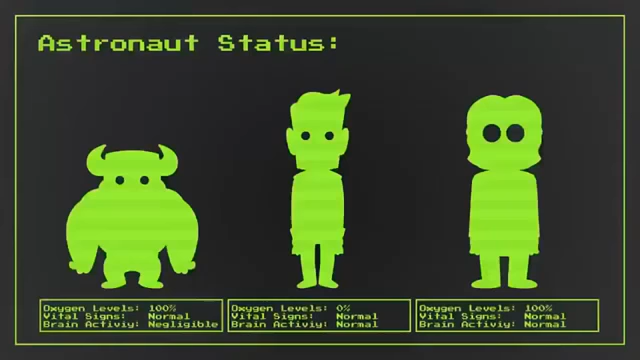 Astronaut Status:
Oxygen Levels: 100%
Vital Signs: Normal
Brain Activiy: Negligible
Oxygen Levels: 0%
Vital Signs: Normal
Brain Activiy: Normal
Oxygen Levels: 100%
Vital Signs: Normal
Brain Activiy: Normal